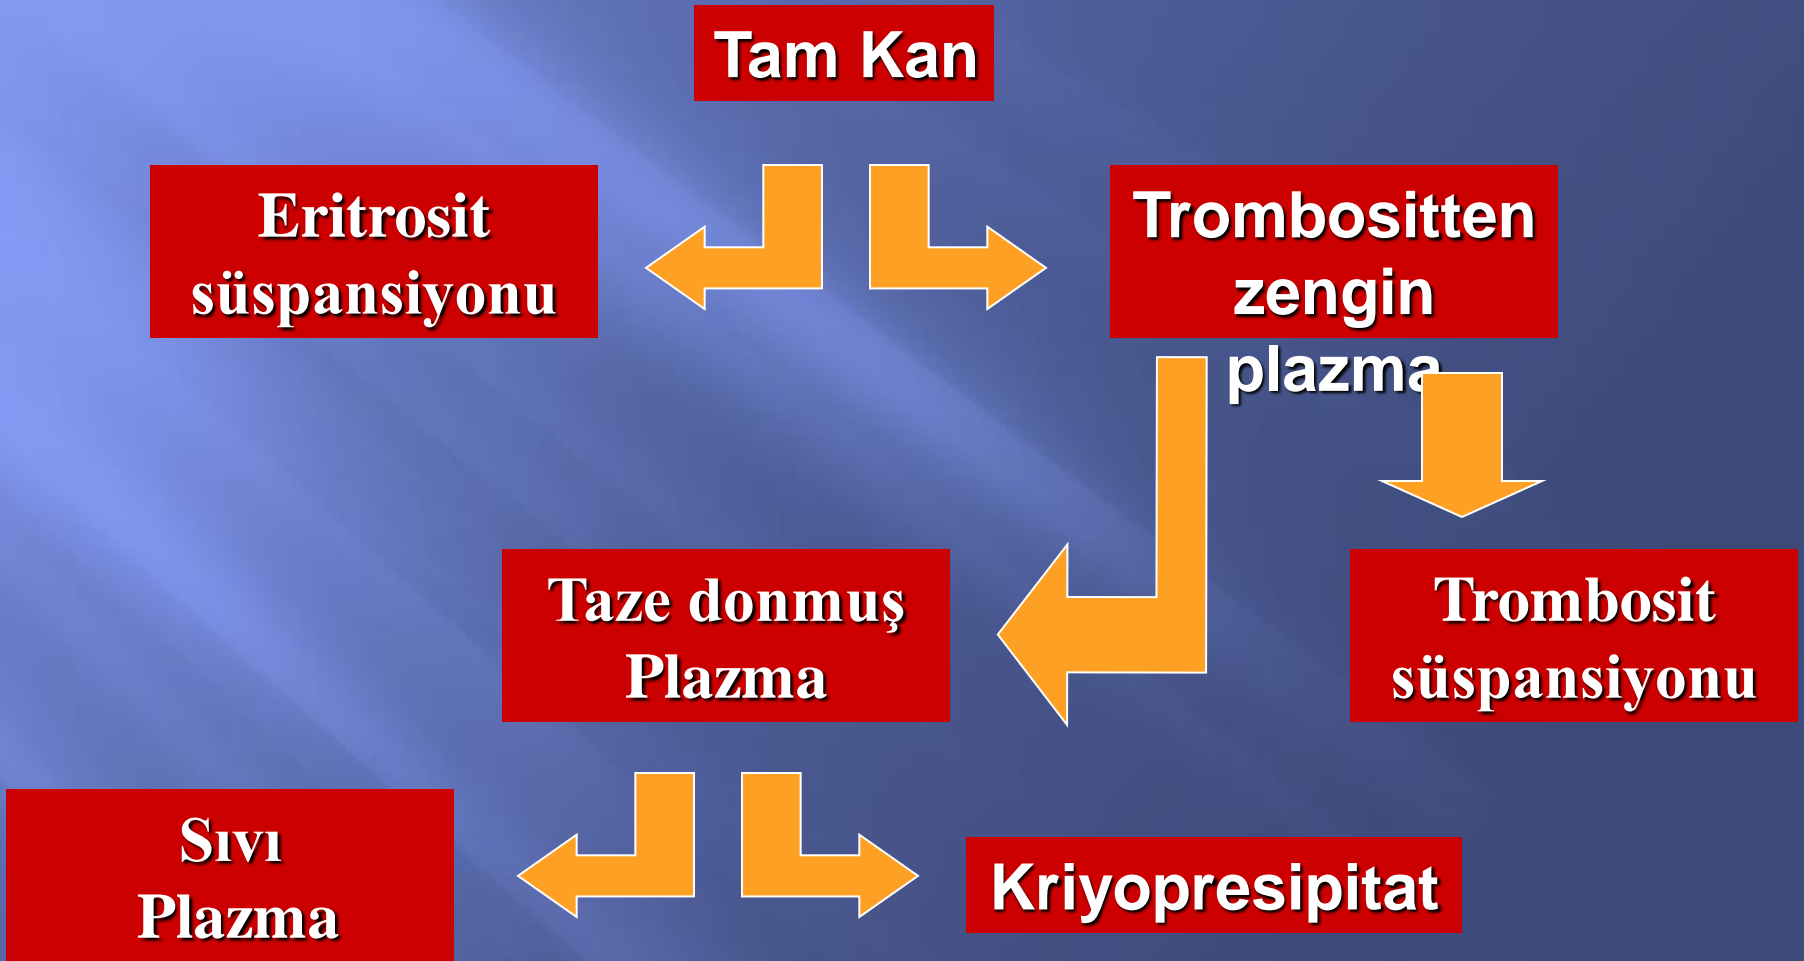 Tam Kan
Eritrosit
süspansiyonu
Trombositten
zengin
plazma
Taze donmuş
Plazma
Trombosit
süspansiyonu
Sıvı
Plazma
Kriyopresipitat